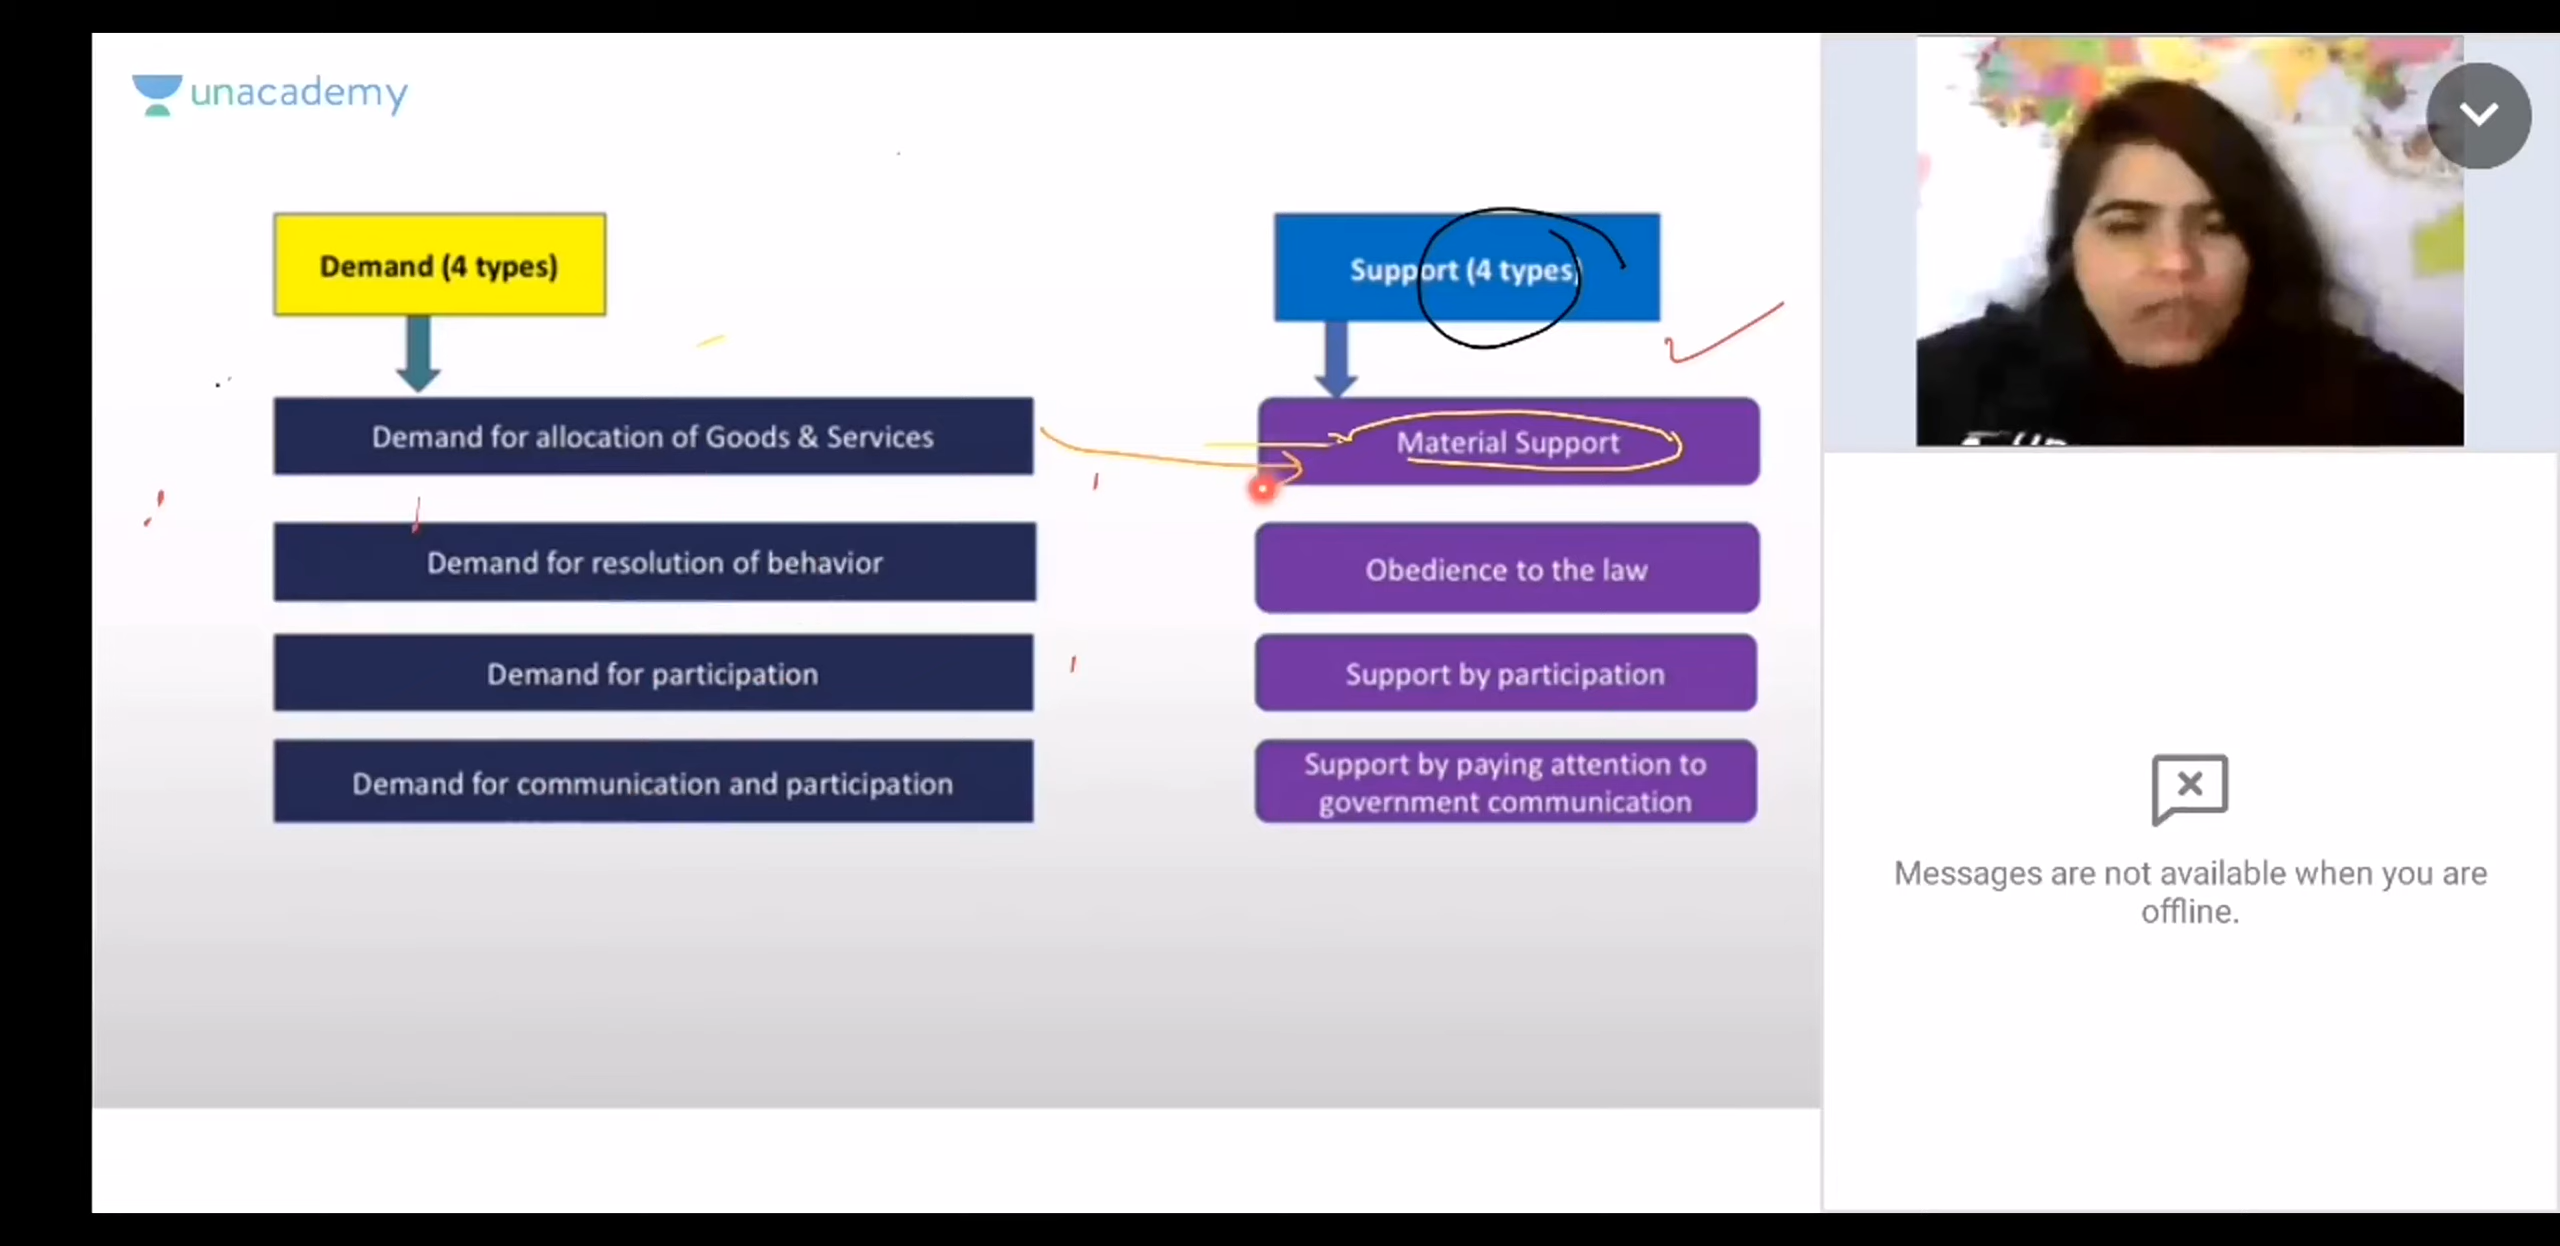 unacademy
Demand (4 types)
Support (4 types)
Demand for allocation of Goods & Services
Material Support
Demand for resolution of behavior
Obedience to the law
Demand for participation
Support by participation
Demand for communication and participation
Support by paying attention to
government communication
Messages are not available when you are
offline.